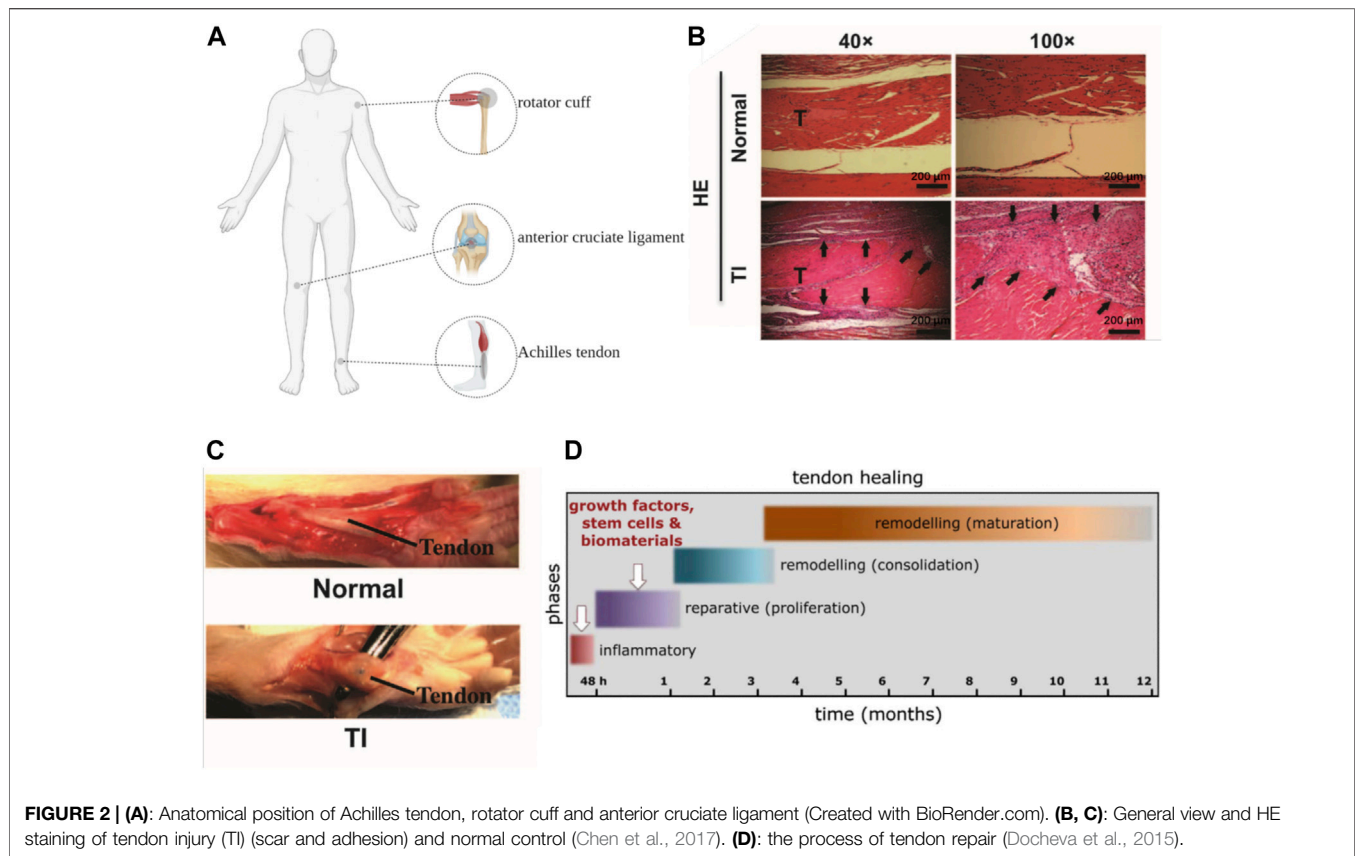 A
rotator cuff
anterior cruciate ligament
Achilles tendon
B
40× 100×
HE
Normal
TI
T
200 µm
200 µm
T
200 µm
200 µm
C
Tendon
Normal
Tendon
TI
D
tendon healing
growth factors,
stem cells &
biomaterials
remodelling (maturation)
remodelling (consolidation)
reparative (proliferation)
inflammatory
phases
48 h 1 2 3 4 5 6 7 8 9 10 11 12
time (months)
FIGURE 2 | (A): Anatomical position of Achilles tendon, rotator cuff and anterior cruciate ligament (Created with BioRender.com). (B, C): General view and HE
staining of tendon injury (TI) (scar and adhesion) and normal control (Chen et al., 2017). (D): the process of tendon repair (Docheva et al., 2015).